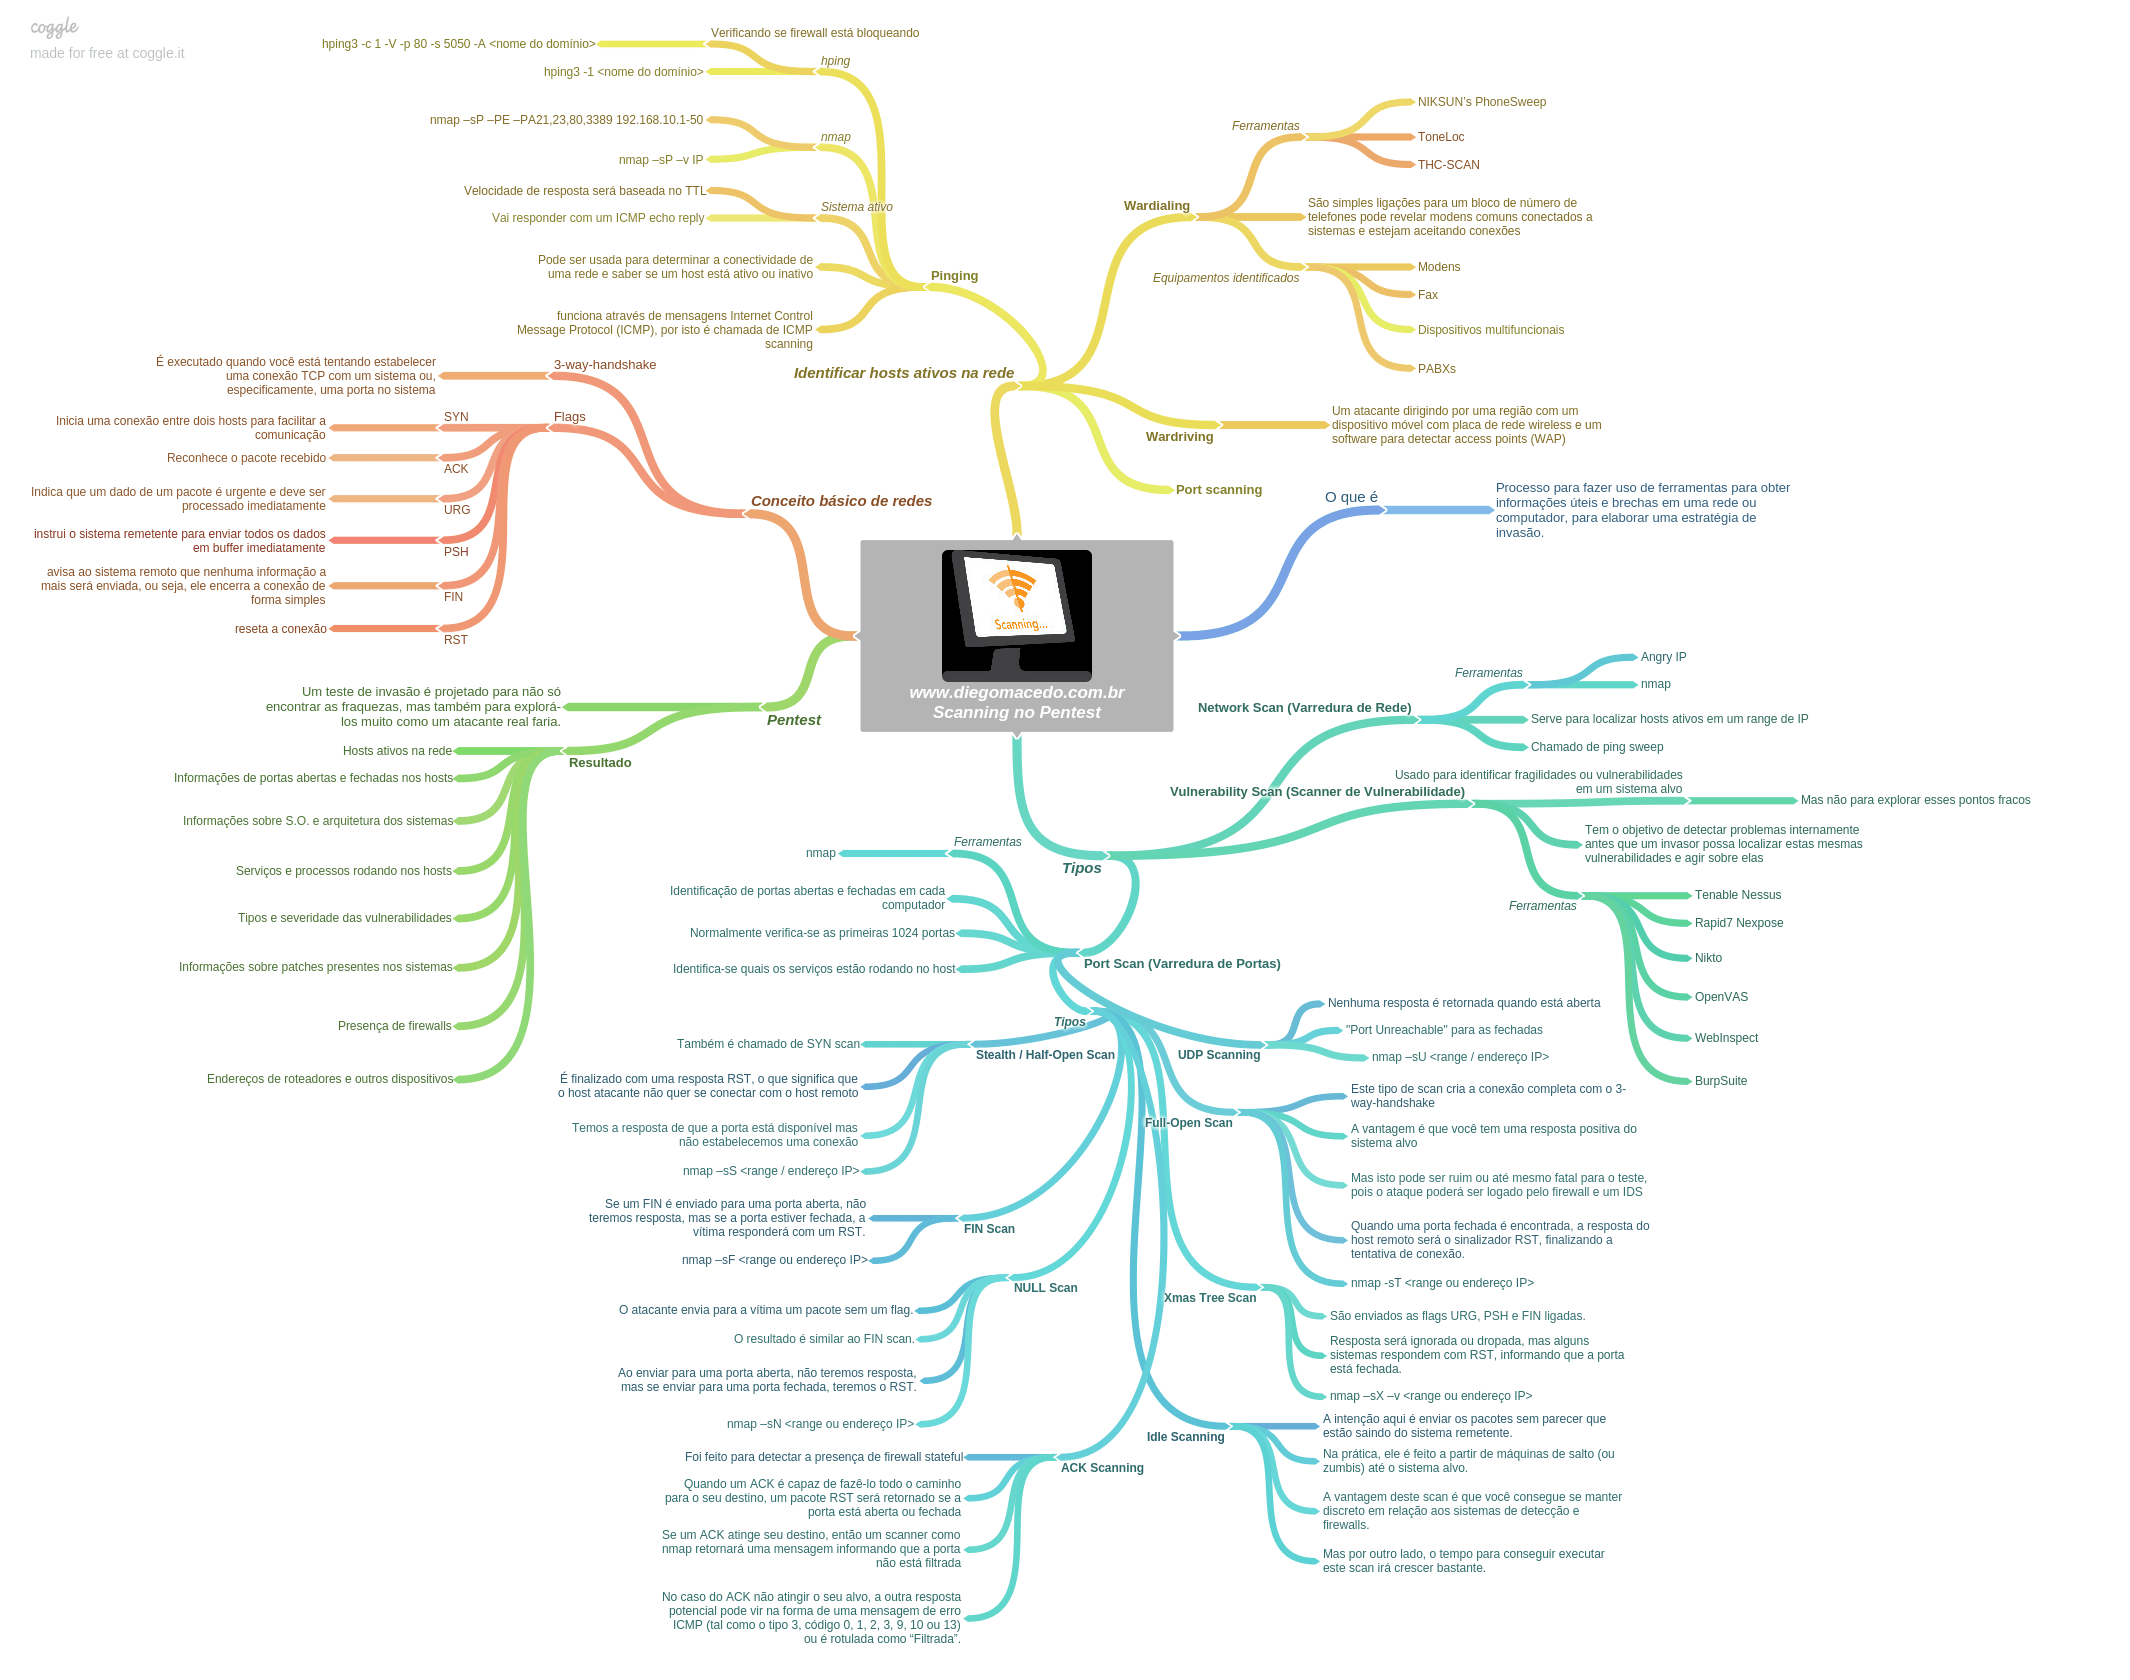 coggle
made for free at coggle.it
www.diegomacedo.com.br
Scanning no Pentest
Scanning...
Identificar hosts ativos na rede
Pinging
hping
Verificando se firewall está bloqueando
hping3 -c 1 -V -p 80 -s 5050 -A <nome do domínio>
hping3 -1 <nome do domínio>
nmap
nmap –sP –PE –PA21,23,80,3389 192.168.10.1-50
nmap –sP –v IP
Sistema ativo
Velocidade de resposta será baseada no TTL
Vai responder com um ICMP echo reply
Pode ser usada para determinar a conectividade de
uma rede e saber se um host está ativo ou inativo
funciona através de mensagens Internet Control
Message Protocol (ICMP), por isto é chamada de ICMP
scanning
Wardialing
Ferramentas
NIKSUN’s PhoneSweep
ToneLoc
THC-SCAN
São simples ligações para um bloco de número de
telefones pode revelar modens comuns conectados a
sistemas e estejam aceitando conexões
Equipamentos identificados
Modens
Fax
Dispositivos multifuncionais
PABXs
Wardriving
Um atacante dirigindo por uma região com um
dispositivo móvel com placa de rede wireless e um
software para detectar access points (WAP)
Port scanning
O que é
Processo para fazer uso de ferramentas para obter
informações úteis e brechas em uma rede ou
computador, para elaborar uma estratégia de
invasão.
Conceito básico de redes
3-way-handshake
É executado quando você está tentando estabelecer
uma conexão TCP com um sistema ou,
especificamente, uma porta no sistema
Flags
SYN
Inicia uma conexão entre dois hosts para facilitar a
comunicação
ACK
Reconhece o pacote recebido
URG
Indica que um dado de um pacote é urgente e deve ser
processado imediatamente
PSH
instrui o sistema remetente para enviar todos os dados
em buffer imediatamente
FIN
avisa ao sistema remoto que nenhuma informação a
mais será enviada, ou seja, ele encerra a conexão de
forma simples
RST
reseta a conexão
Pentest
Um teste de invasão é projetado para não só
encontrar as fraquezas, mas também para explorá-
los muito como um atacante real faria.
Resultado
Hosts ativos na rede
Informações de portas abertas e fechadas nos hosts
Informações sobre S.O. e arquitetura dos sistemas
Serviços e processos rodando nos hosts
Tipos e severidade das vulnerabilidades
Informações sobre patches presentes nos sistemas
Presença de firewalls
Endereços de roteadores e outros dispositivos
Tipos
Network Scan (Varredura de Rede)
Ferramentas
Angry IP
nmap
Serve para localizar hosts ativos em um range de IP
Chamado de ping sweep
Vulnerability Scan (Scanner de Vulnerabilidade)
Usado para identificar fragilidades ou vulnerabilidades
em um sistema alvo
Mas não para explorar esses pontos fracos
Tem o objetivo de detectar problemas internamente
antes que um invasor possa localizar estas mesmas
vulnerabilidades e agir sobre elas
Ferramentas
Tenable Nessus
Rapid7 Nexpose
Nikto
OpenVAS
WebInspect
BurpSuite
Port Scan (Varredura de Portas)
Ferramentas
nmap
Identificação de portas abertas e fechadas em cada
computador
Normalmente verifica-se as primeiras 1024 portas
Identifica-se quais os serviços estão rodando no host
Tipos
Stealth / Half-Open Scan
Também é chamado de SYN scan
É finalizado com uma resposta RST, o que significa que
o host atacante não quer se conectar com o host remoto
Temos a resposta de que a porta está disponível mas
não estabelecemos uma conexão
nmap –sS <range / endereço IP>
FIN Scan
Se um FIN é enviado para uma porta aberta, não
teremos resposta, mas se a porta estiver fechada, a
vítima responderá com um RST.
nmap –sF <range ou endereço IP>
NULL Scan
O atacante envia para a vítima um pacote sem um flag.
O resultado é similar ao FIN scan.
Ao enviar para uma porta aberta, não teremos resposta,
mas se enviar para uma porta fechada, teremos o RST.
nmap –sN <range ou endereço IP>
ACK Scanning
Foi feito para detectar a presença de firewall stateful
Quando um ACK é capaz de fazê-lo todo o caminho
para o seu destino, um pacote RST será retornado se a
porta está aberta ou fechada
Se um ACK atinge seu destino, então um scanner como
nmap retornará uma mensagem informando que a porta
não está filtrada
No caso do ACK não atingir o seu alvo, a outra resposta
potencial pode vir na forma de uma mensagem de erro
ICMP (tal como o tipo 3, código 0, 1, 2, 3, 9, 10 ou 13)
ou é rotulada como “Filtrada”.
UDP Scanning
Nenhuma resposta é retornada quando está aberta
"Port Unreachable" para as fechadas
nmap –sU <range / endereço IP>
Full-Open Scan
Este tipo de scan cria a conexão completa com o 3-
way-handshake
A vantagem é que você tem uma resposta positiva do
sistema alvo
Mas isto pode ser ruim ou até mesmo fatal para o teste,
pois o ataque poderá ser logado pelo firewall e um IDS
Quando uma porta fechada é encontrada, a resposta do
host remoto será o sinalizador RST, finalizando a
tentativa de conexão.
nmap -sT <range ou endereço IP>
Xmas Tree Scan
São enviados as flags URG, PSH e FIN ligadas.
Resposta será ignorada ou dropada, mas alguns
sistemas respondem com RST, informando que a porta
está fechada.
nmap –sX –v <range ou endereço IP>
Idle Scanning
A intenção aqui é enviar os pacotes sem parecer que
estão saindo do sistema remetente.
Na prática, ele é feito a partir de máquinas de salto (ou
zumbis) até o sistema alvo.
A vantagem deste scan é que você consegue se manter
discreto em relação aos sistemas de detecção e
firewalls.
Mas por outro lado, o tempo para conseguir executar
este scan irá crescer bastante.